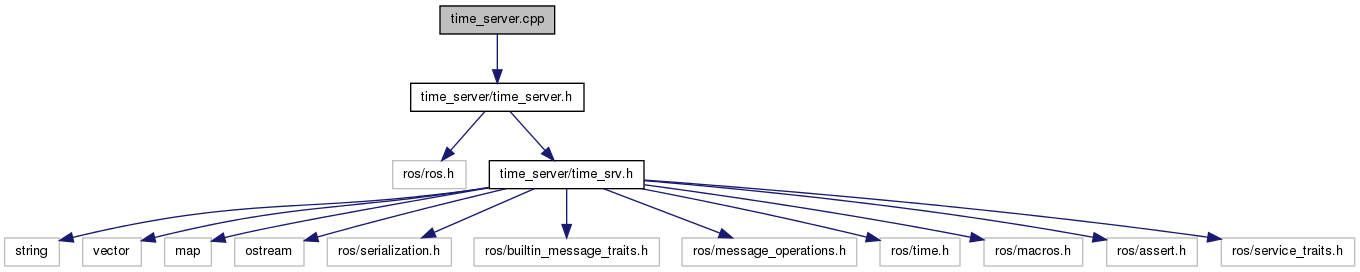 time_server.cpp
time_server/time_server.h
ros/ros.h
time_server/time_srv.h
string
vector
map
ostream
ros/serialization.h
ros/builtin_message_traits.h
ros/message_operations.h
ros/time.h
ros/macros.h
ros/assert.h
ros/service_traits.h